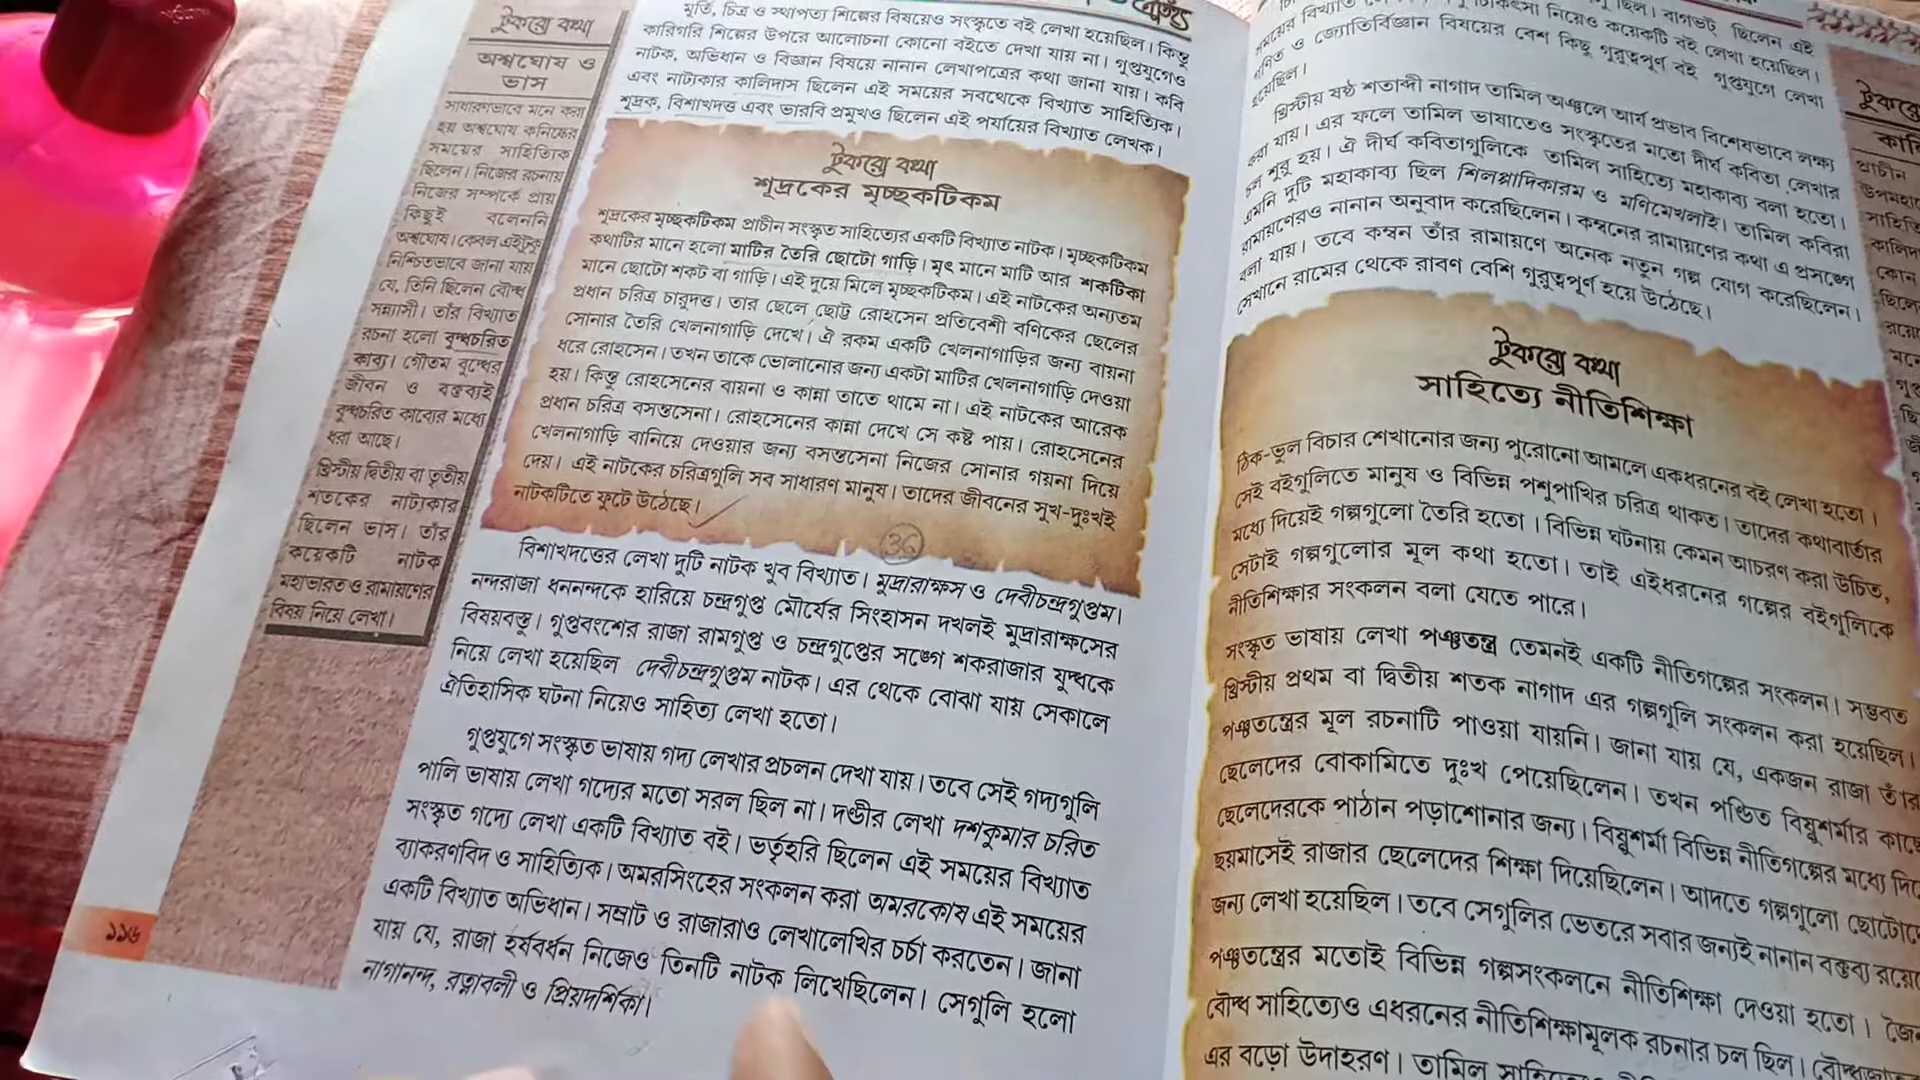 টুকরো কথা
অশ্বঘোষ ও
ভাস
সাধারণভাবে মনে করা
হয় অশ্বঘোষ কনিষ্কের
সময়ের সাহিত্যিক
ছিলেন। নিজের রচনায়
নিজের সম্পর্কে প্রায়
কিছুই বলেননি
অশ্বঘোষ। কেবল এইটুকু
নিশ্চিতভাবে জানা যায়
যে, তিনি ছিলেন বৌদ্ধ
সন্ন্যাসী। তাঁর বিখ্যাত
রচনা হলো বুদ্ধচরিত
কাব্য। গৌতম বুদ্ধের
জীবন ও বক্তব্যই
বুদ্ধচরিত কাব্যের মধ্যে
ধরা আছে।
খ্রিস্টীয় দ্বিতীয় বা তৃতীয়
শতকের নাট্যকার
ছিলেন ভাস। তাঁর
কয়েকটি নাটক
মহাভারত ও রামায়ণের
বিষয় নিয়ে লেখা।
১১৬
মূর্তি, চিত্র ও স্থাপত্য শিল্পের বিষয়েও সংস্কৃতে বই লেখা হয়েছিল। কিন্তু
কারিগরি শিল্পের উপরে আলোচনা কোনো বইতে দেখা যায় না। গুপ্তযুগেও
নাটক, অভিধান ও বিজ্ঞান বিষয়ে নানান লেখাপত্রের কথা জানা যায়। কবি
এবং নাট্যকার কালিদাস ছিলেন এই সময়ের সবথেকে বিখ্যাত সাহিত্যিক।
শূদ্রক, বিশাখদত্ত এবং ভারবি প্রমুখও ছিলেন এই পর্যায়ের বিখ্যাত লেখক।
টুকরো কথা
শূদ্রকের মৃচ্ছকটিকম
শূদ্রকের মৃচ্ছকটিকম প্রাচীন সংস্কৃত সাহিত্যের একটি বিখ্যাত নাটক। মৃচ্ছকটিকম
কথাটির মানে হলো মাটির তৈরি ছোটো গাড়ি। মৃৎ মানে মাটি আর শকটিকা
মানে ছোটো শকট বা গাড়ি। এই দুয়ে মিলে মৃচ্ছকটিকম। এই নাটকের অন্যতম
প্রধান চরিত্র চারুদত্ত। তার ছেলে ছোট্ট রোহসেন প্রতিবেশী বণিকের ছেলের
সোনার তৈরি খেলনাগাড়ি দেখে। ঐ রকম একটি খেলনাগাড়ির জন্য বায়না
ধরে রোহসেন। তখন তাকে ভোলানোর জন্য একটা মাটির খেলনাগাড়ি দেওয়া
হয়। কিন্তু রোহসেনের বায়না ও কান্না তাতে থামে না। এই নাটকের আরেক
প্রধান চরিত্র বসন্তসেনা। রোহসেনের কান্না দেখে সে কষ্ট পায়। রোহসেনের
খেলনাগাড়ি বানিয়ে দেওয়ার জন্য বসন্তসেনা নিজের সোনার গয়না দিয়ে
দেয়। এই নাটকের চরিত্রগুলি সব সাধারণ মানুষ। তাদের জীবনের সুখ-দুঃখই
নাটকটিতে ফুটে উঠেছে।
36
বিশাখদত্তের লেখা দুটি নাটক খুব বিখ্যাত। মুদ্রারাক্ষস ও দেবীচন্দ্রগুপ্তম।
নন্দরাজা ধননন্দকে হারিয়ে চন্দ্রগুপ্ত মৌর্যের সিংহাসন দখলই মুদ্রারাক্ষসের
বিষয়বস্তু। গুপ্তবংশের রাজা রামগুপ্ত ও চন্দ্রগুপ্তের সঙ্গে শকরাজার যুদ্ধকে
নিয়ে লেখা হয়েছিল দেবীচন্দ্রগুপ্তম নাটক। এর থেকে বোঝা যায় সেকালে
ঐতিহাসিক ঘটনা নিয়েও সাহিত্য লেখা হতো।
গুপ্তযুগে সংস্কৃত ভাষায় গদ্য লেখার প্রচলন দেখা যায়। তবে সেই গদ্যগুলি
পালি ভাষায় লেখা গদ্যের মতো সরল ছিল না। দণ্ডীর লেখা দশকুমার চরিত
সংস্কৃত গদ্যে লেখা একটি বিখ্যাত বই। ভর্তৃহরি ছিলেন এই সময়ের বিখ্যাত
ব্যাকরণবিদ ও সাহিত্যিক। অমরসিংহের সংকলন করা অমরকোষ এই সময়ের
একটি বিখ্যাত অভিধান। সম্রাট ও রাজারাও লেখালেখির চর্চা করতেন। জানা
যায় যে, রাজা হর্ষবর্ধন নিজেও তিনটি নাটক লিখেছিলেন। সেগুলি হলো
নাগানন্দ, রত্নাবলী ও প্রিয়দর্শিকা।
নিয়েও কয়েকটি বই লেখা হয়েছিল। বাগভট ছিলেন এই
সময়ের বিখ্যাত
গণিত ও জ্যোতির্বিজ্ঞান বিষয়ের বেশ কিছু গুরুত্বপূর্ণ বই গুপ্তযুগে লেখা
হয়েছিল।
খ্রিস্টীয় ষষ্ঠ শতাব্দী নাগাদ তামিল অঞ্চলে আর্য প্রভাব বিশেষভাবে লক্ষ্য
করা যায়। এর ফলে তামিল ভাষাতেও সংস্কৃতের মতো দীর্ঘ কবিতা লেখার
চল শুরু হয়। ঐ দীর্ঘ কবিতাগুলিকে তামিল সাহিত্যে মহাকাব্য বলা হতো।
এমনি দুটি মহাকাব্য ছিল শিলপ্পাদিকারম ও মণিমেখলাই। তামিল কবিরা
রামায়ণেরও নানান অনুবাদ করেছিলেন। কম্বনের রামায়ণের কথা এ প্রসঙ্গে
বলা যায়। তবে কম্বন তাঁর রামায়ণে অনেক নতুন গল্প যোগ করেছিলেন।
সেখানে রামের থেকে রাবণ বেশি গুরুত্বপূর্ণ হয়ে উঠেছে।
টুকরো কথা
সাহিত্যে নীতিশিক্ষা
ঠিক-ভুল বিচার শেখানোর জন্য পুরোনো আমলে একধরনের বই লেখা হতো।
সেই বইগুলিতে মানুষ ও বিভিন্ন পশুপাখির চরিত্র থাকত। তাদের কথাবার্তার
মধ্যে দিয়েই গল্পগুলো তৈরি হতো। বিভিন্ন ঘটনায় কেমন আচরণ করা উচিত,
সেটাই গল্পগুলোর মূল কথা হতো। তাই এইধরনের গল্পের বইগুলিকে
নীতিশিক্ষার সংকলন বলা যেতে পারে।
সংস্কৃত ভাষায় লেখা পঞ্চতন্ত্র তেমনই একটি নীতিগল্পের সংকলন। সম্ভবত
খ্রিস্টীয় প্রথম বা দ্বিতীয় শতক নাগাদ এর গল্পগুলি সংকলন করা হয়েছিল।
পঞ্চতন্ত্রের মূল রচনাটি পাওয়া যায়নি। জানা যায় যে, একজন রাজা তাঁর
ছেলেদের বোকামিতে দুঃখ পেয়েছিলেন। তখন পণ্ডিত বিষ্ণুশর্মার কাছে
ছেলেদেরকে পাঠান পড়াশোনার জন্য। বিষ্ণুশর্মা বিভিন্ন নীতিগল্পের মধ্যে দিয়ে
ছয়মাসেই রাজার ছেলেদের শিক্ষা দিয়েছিলেন। আদতে গল্পগুলো ছোটোদের
জন্য লেখা হয়েছিল। তবে সেগুলির ভেতরে সবার জন্যই নানান বক্তব্য রয়েছে
পঞ্চতন্ত্রের মতোই বিভিন্ন গল্পসংকলনে নীতিশিক্ষা দেওয়া হতো। জৈন
বৌদ্ধ সাহিত্যেও এধরনের নীতিশিক্ষামূলক রচনার চল ছিল।
এর বড়ো উদাহরণ। তামিল
টুকরো
প্রাচীন